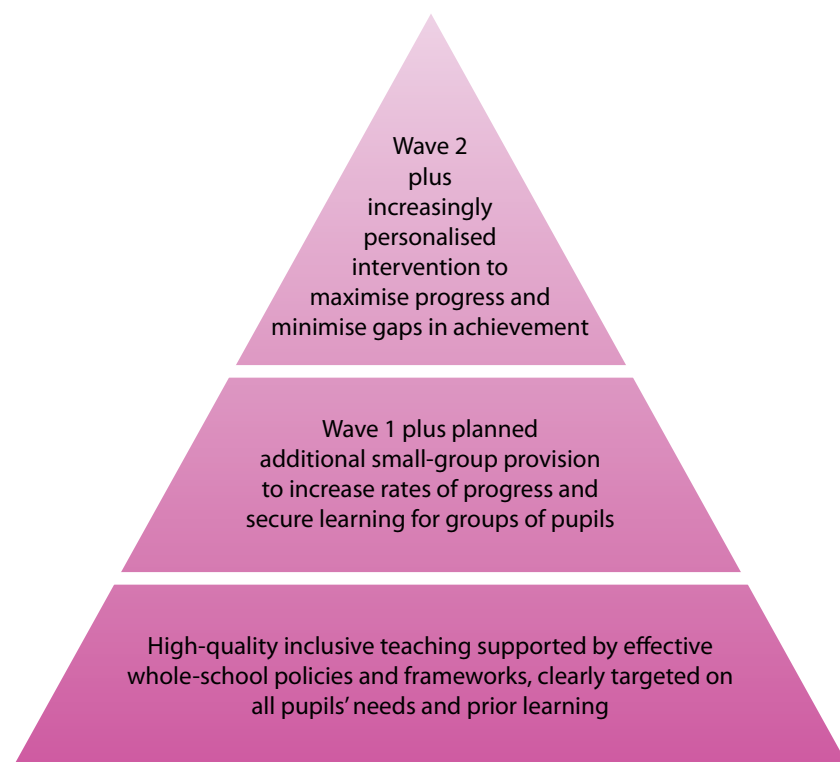 Wave 2
plus
increasingly
personalised
intervention to
maximise progress and
minimise gaps in achievement
Wave 1 plus planned
additional small-group provision
to increase rates of progress and
secure learning for groups of pupils
High-quality inclusive teaching supported by effective
whole-school policies and frameworks, clearly targeted on
all pupils’ needs and prior learning